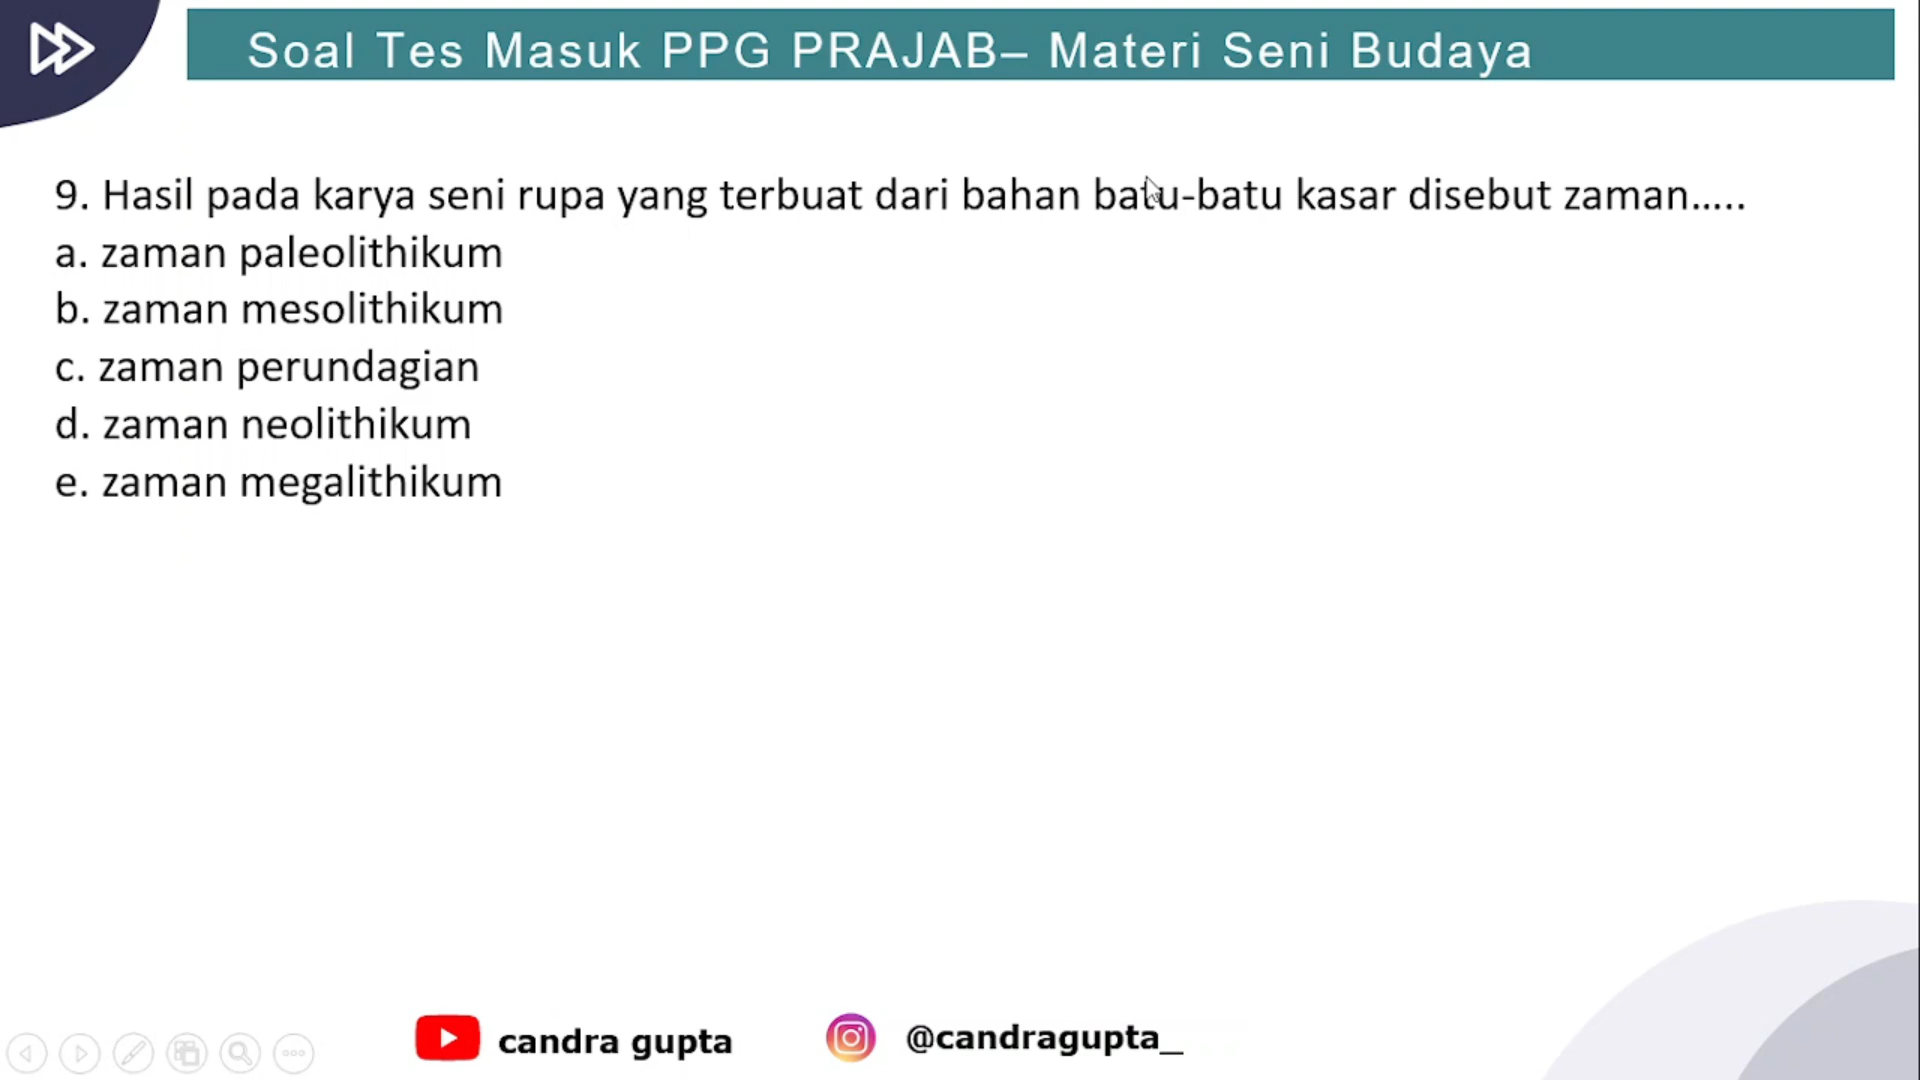 Soal Tes Masuk PPG PRAJAB– Materi Seni Budaya
9. Hasil pada karya seni rupa yang terbuat dari bahan batu-batu kasar disebut zaman.....
a. zaman paleolithikum
b. zaman mesolithikum
c. zaman perundagian
d. zaman neolithikum
e. zaman megalithikum
candra gupta
@candragupta_